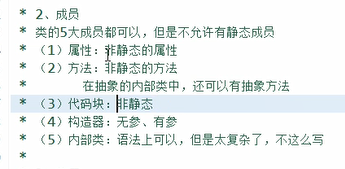 * 2、成员
* 类的5大成员都可以，但是不允许有静态成员
* （1）属性：非静态的属性
* （2）方法：非静态的方法
* 在抽象的内部类中，还可以有抽象方法
* （3）代码块：非静态
* （4）构造器：无参、有参
* （5）内部类：语法上可以，但是太复杂了，不这么写
*